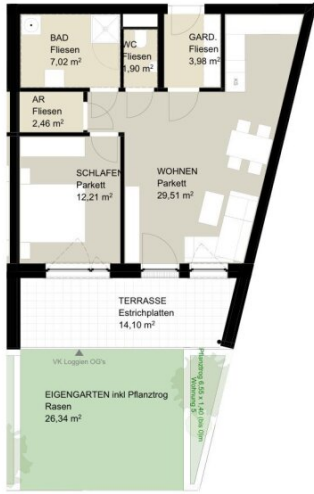 BAD
Fliesen
7,02 m²
WC
Fliesen
1,90 m²
GARD.
Fliesen
3,98 m²
AR
Fliesen
2,46 m²
SCHLAFEN
Parkett
12,21 m²
WOHNEN
Parkett
29,51 m²
TERRASSE
Estrichplatten
14,10 m²
VK Loggien OG's
EIGENGARTEN inkl Pflanztrog
Rasen
26,34 m²
Wohnung 5